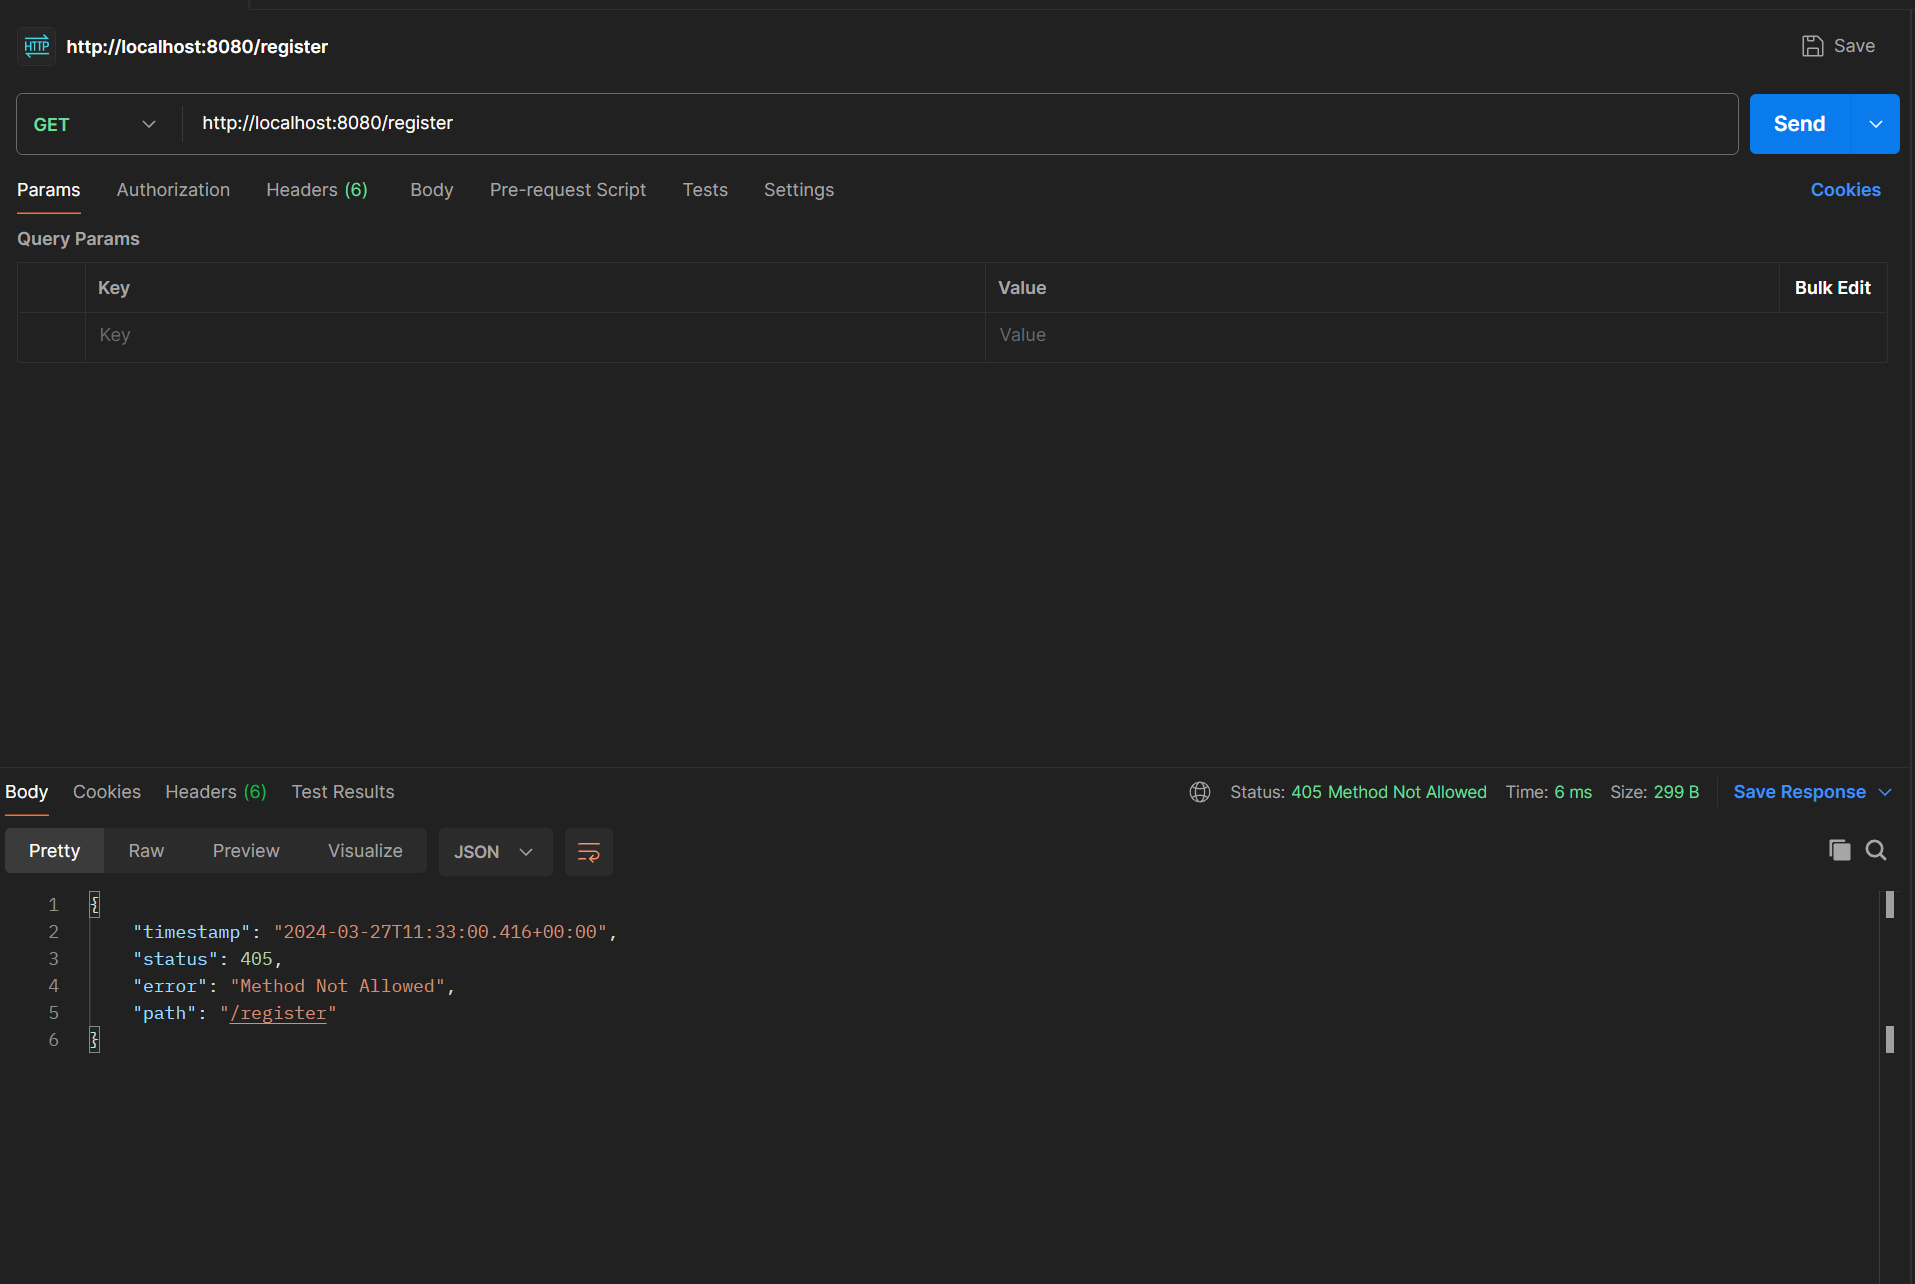 HTTP http://localhost:8080/register Save
GET http://localhost:8080/register Send
Params Authorization Headers (6) Body Pre-request Script Tests Settings Cookies
Query Params
Key Value Bulk Edit
Key Value
Body Cookies Headers (6) Test Results Status: 405 Method Not Allowed Time: 6 ms Size: 299 B Save Response
Pretty Raw Preview Visualize JSON
1 {
2 "timestamp": "2024-03-27T11:33:00.416+00:00",
3 "status": 405,
4 "error": "Method Not Allowed",
5 "path": "/register"
6 }